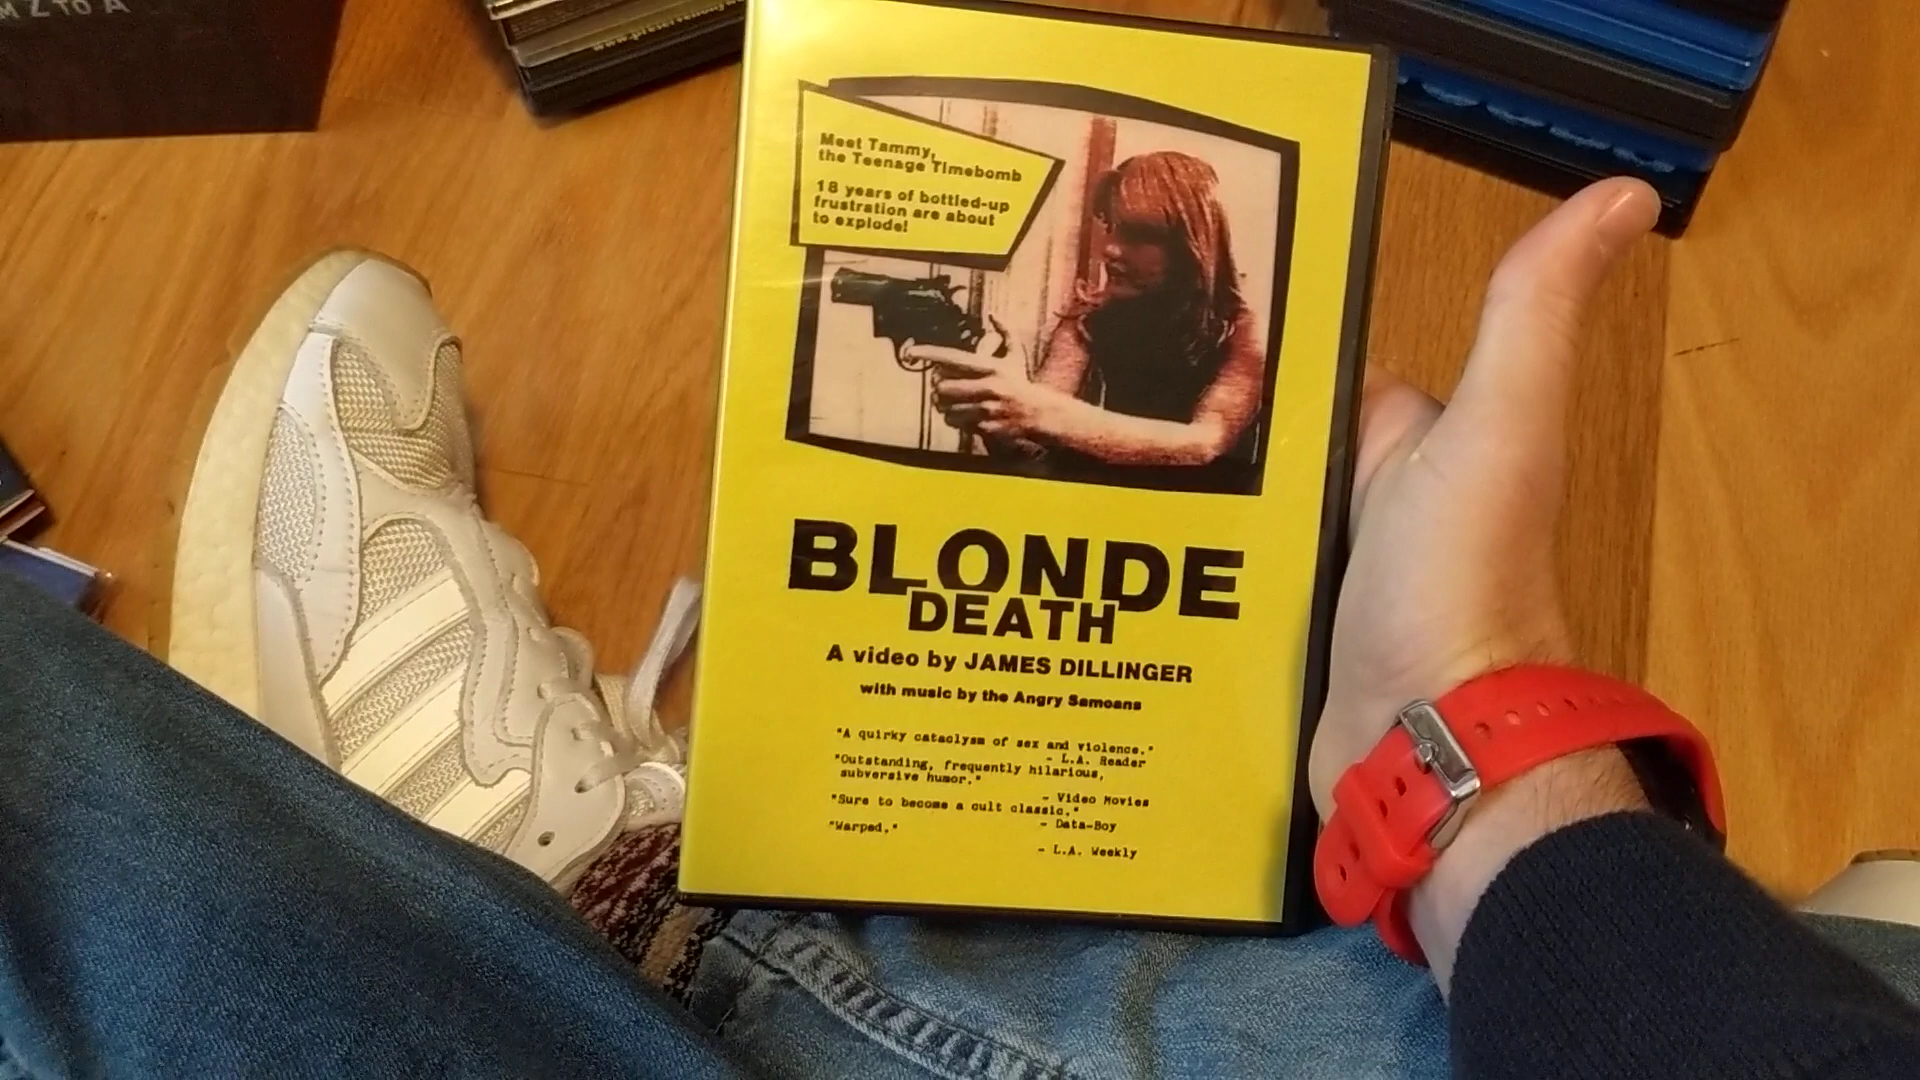 M Z TO A
Meet Tammy,
the Teenage Timebomb
18 years of bottled-up
frustration are about
to explode!
BLONDE
DEATH
A video by JAMES DILLINGER
with music by the Angry Samoans
"A quirky cataclysm of sex and violence."
- L.A. Reader
"Outstanding, frequently hilarious,
subversive humor."
- Video Movies
"Sure to become a cult classic."
- Data-Boy
"Warped."
- L.A. Weekly